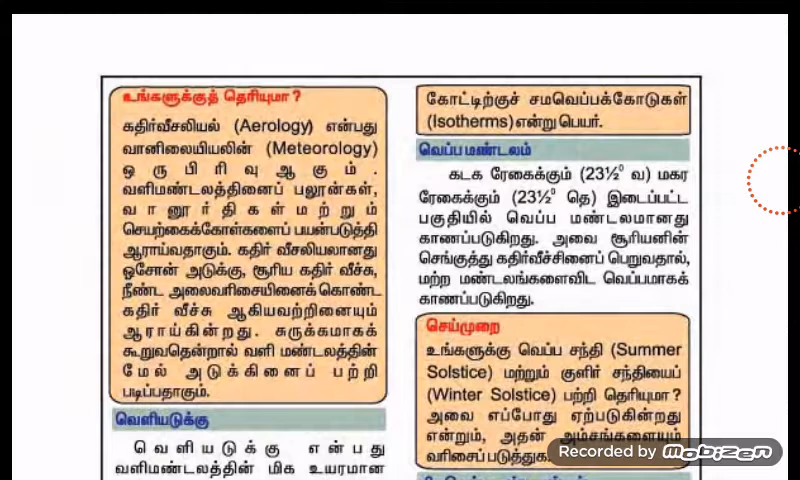 உங்களுக்குத் தெரியுமா ?
கதிர்வீசலியல் (Aerology) என்பது
வானிலையியலின் (Meteorology)
ஒரு பிரிவு ஆகும்.
வளிமண்டலத்தினைப் பலூன்கள்,
வானூர்திகள் மற்றும்
செயற்கைக்கோள்களைப் பயன்படுத்தி
ஆராய்வதாகும். கதிர் வீசலியலானது
ஒசோன் அடுக்கு, சூரிய கதிர் வீச்சு,
நீண்ட அலைவரிசையினைக் கொண்ட
கதிர் வீச்சு ஆகியவற்றினையும்
ஆராய்கின்றது. சுருக்கமாகக்
கூறுவதென்றால் வளி மண்டலத்தின்
மேல் அடுக்கினைப் பற்றி
படிப்பதாகும்.
வெளியடுக்கு
வெளியடுக்கு என்பது
வளிமண்டலத்தின் மிக உயரமான
கோட்டிற்குச் சமவெப்பக்கோடுகள்
(Isotherms) என்று பெயர்.
வெப்ப மண்டலம்
கடக ரேகைக்கும் (23½⁰ வ) மகர
ரேகைக்கும் (23½⁰ தெ) இடைப்பட்ட
பகுதியில் வெப்ப மண்டலமானது
காணப்படுகிறது. அவை சூரியனின்
செங்குத்து கதிர்வீச்சினைப் பெறுவதால்,
மற்ற மண்டலங்களைவிட வெப்பமாகக்
காணப்படுகிறது.
செய்முறை
உங்களுக்கு வெப்ப சந்தி (Summer
Solstice) மற்றும் குளிர் சந்தியைப்
(Winter Solstice) பற்றி தெரியுமா ?
அவை எப்போது ஏற்படுகின்றது
என்றும், அதன் அம்சங்களையும்
வரிசைப் படுத்துக.
Recorded by mobizen